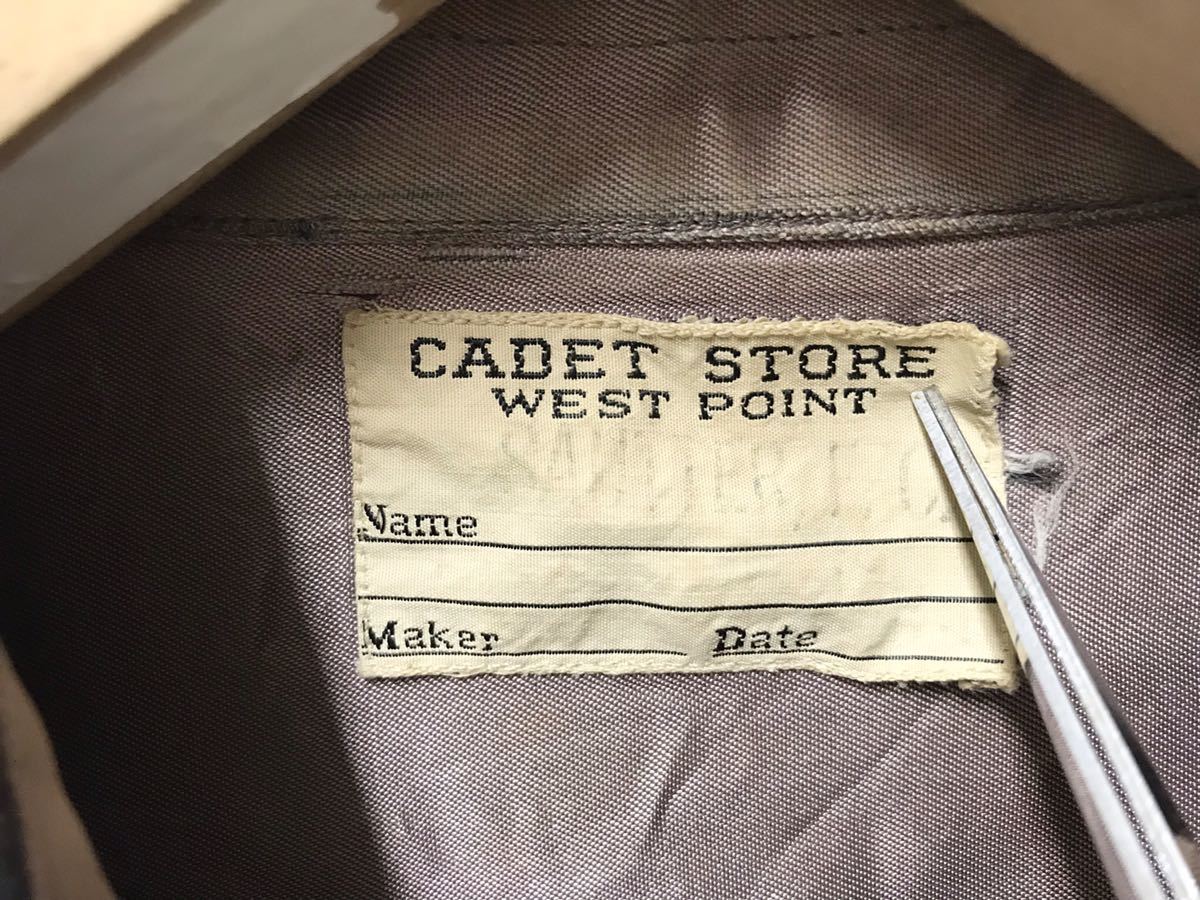 CADET STORE
WEST POINT
Name
Maker Date